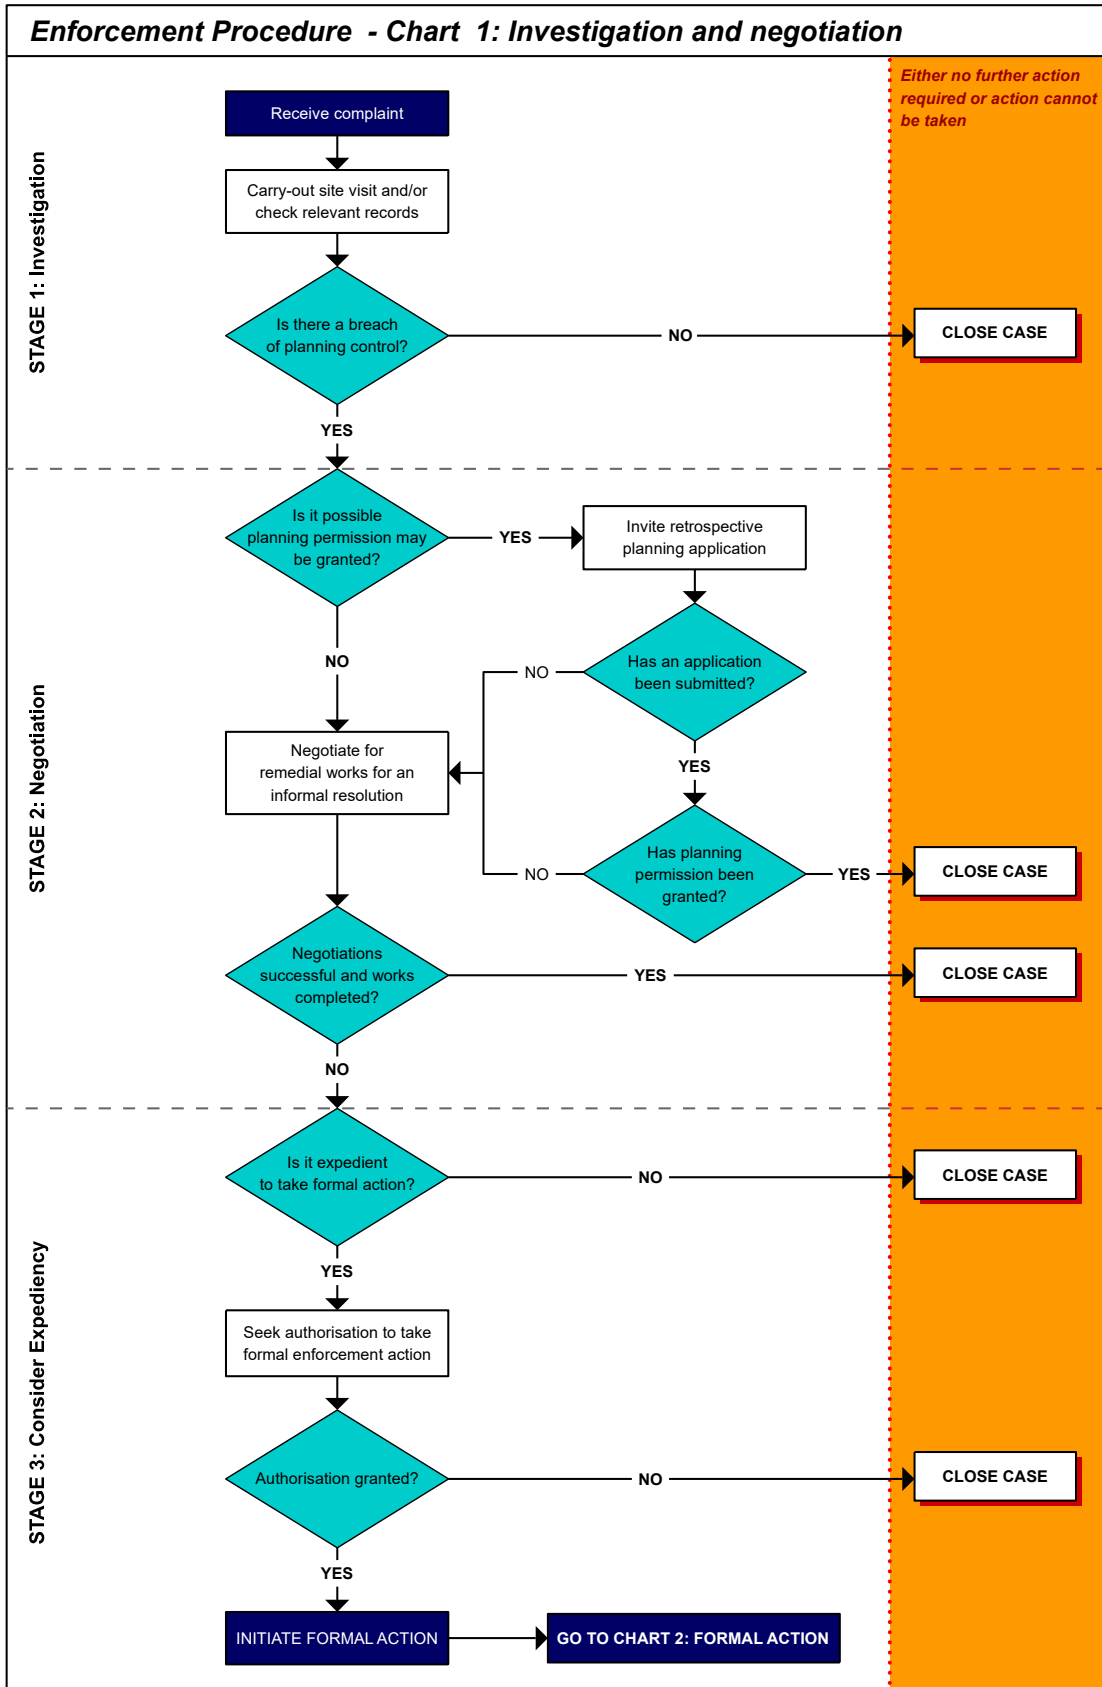 Enforcement Procedure - Chart 1: Investigation and negotiation
Either no further action
required or action cannot
be taken
STAGE 1: Investigation
Receive complaint
Carry-out site visit and/or
check relevant records
Is there a breach
of planning control?
NO
CLOSE CASE
YES
STAGE 2: Negotiation
Is it possible
planning permission may
be granted?
YES
Invite retrospective
planning application
NO
Has an application
been submitted?
NO
YES
Negotiate for
remedial works for an
informal resolution
Has planning
permission been
granted?
NO
YES
CLOSE CASE
Negotiations
successful and works
completed?
YES
CLOSE CASE
NO
STAGE 3: Consider Expediency
Is it expedient
to take formal action?
NO
CLOSE CASE
YES
Seek authorisation to take
formal enforcement action
Authorisation granted?
NO
CLOSE CASE
YES
INITIATE FORMAL ACTION
GO TO CHART 2: FORMAL ACTION